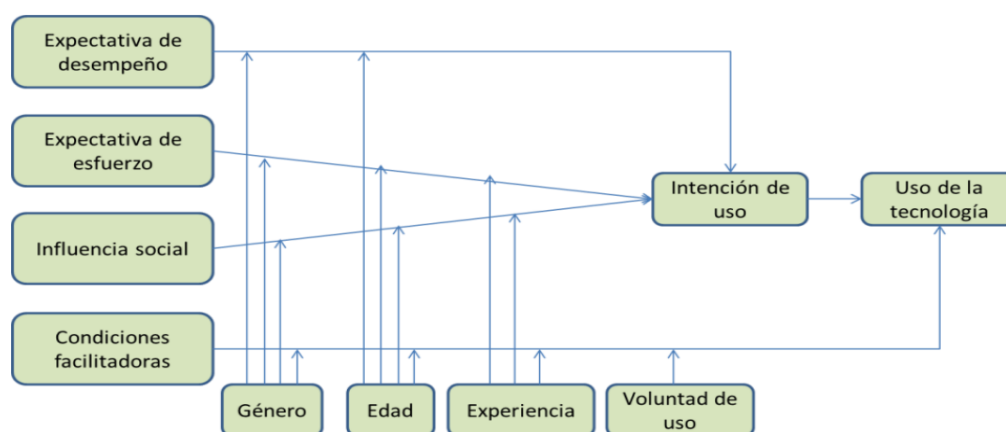 Expectativa de
desempeño
Expectativa de
esfuerzo
Influencia social
Condiciones
facilitadoras
Intención de
uso
Uso de la
tecnología
Género
Edad
Experiencia
Voluntad de
uso